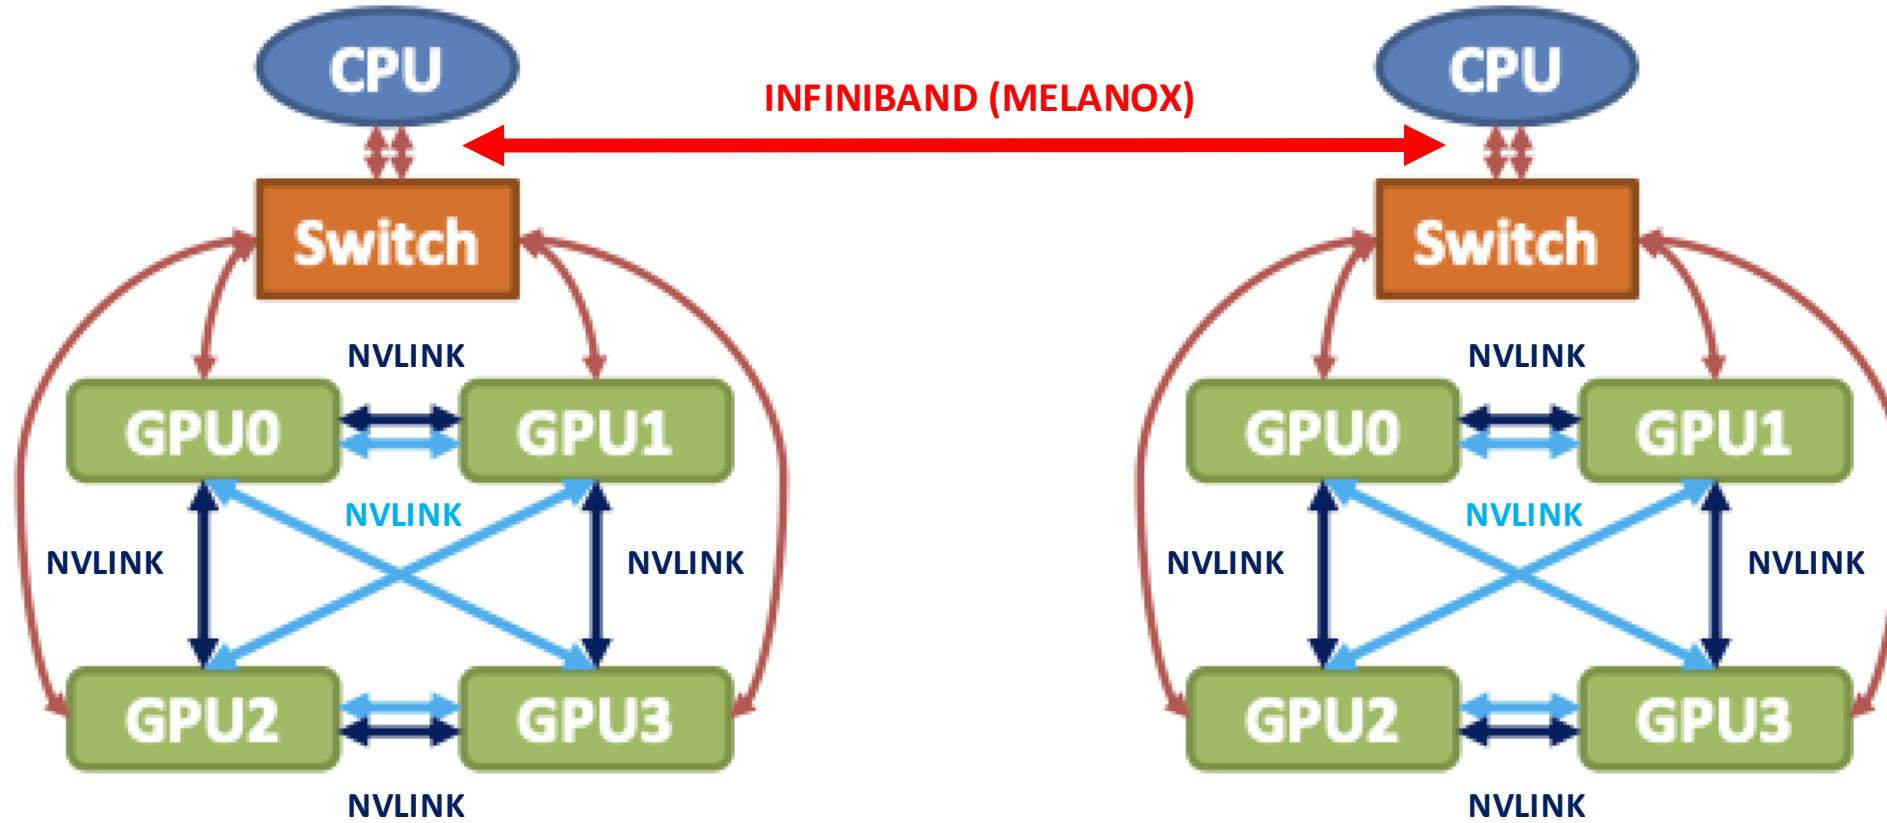 CPU
CPU
INFINIBAND (MELANOX)
Switch
Switch
NVLINK
NVLINK
GPU0
GPU1
GPU0
GPU1
NVLINK
NVLINK
NVLINK
NVLINK
NVLINK
NVLINK
GPU2
GPU3
GPU2
GPU3
NVLINK
NVLINK